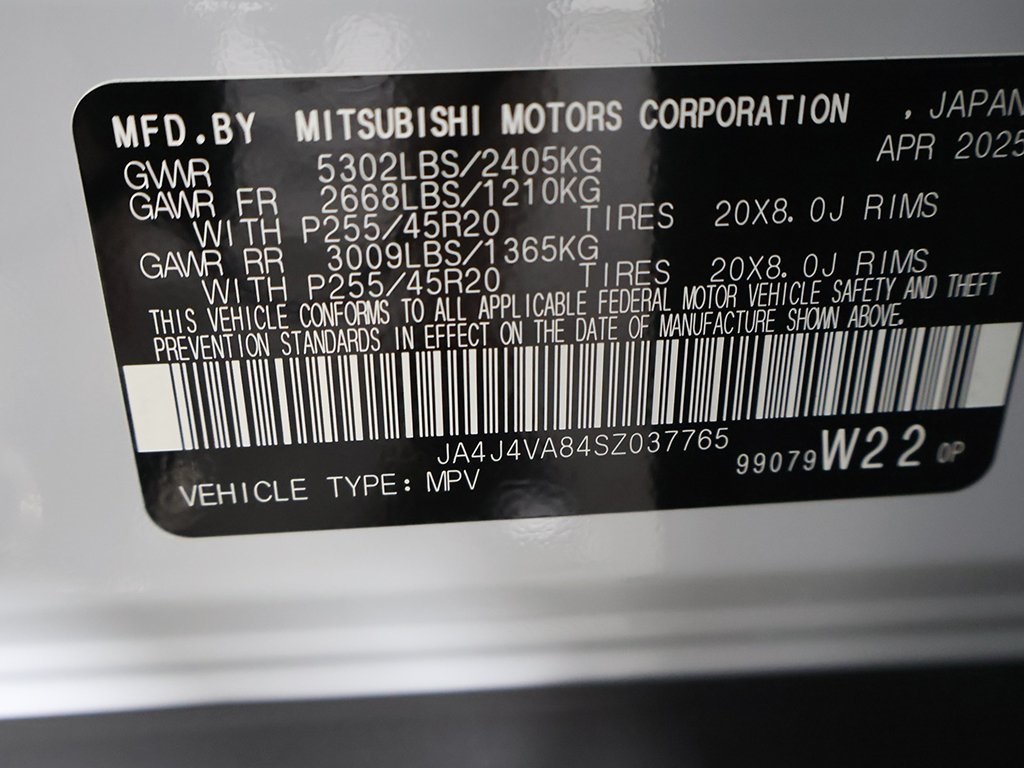 MFD.BY MITSUBISHI MOTORS CORPORATION , JAPAN
APR 2025
GVWR 5302LBS/2405KG
GAWR FR 2668LBS/1210KG
WITH P255/45R20 TIRES 20X8.0J RIMS
GAWR RR 3009LBS/1365KG
WITH P255/45R20 TIRES 20X8.0J RIMS
THIS VEHICLE CONFORMS TO ALL APPLICABLE FEDERAL MOTOR VEHICLE SAFETY AND THEFT
PREVENTION STANDARDS IN EFFECT ON THE DATE OF MANUFACTURE SHOWN ABOVE.
JA4J4VA84SZ037765
99079 W22 0P
VEHICLE TYPE: MPV